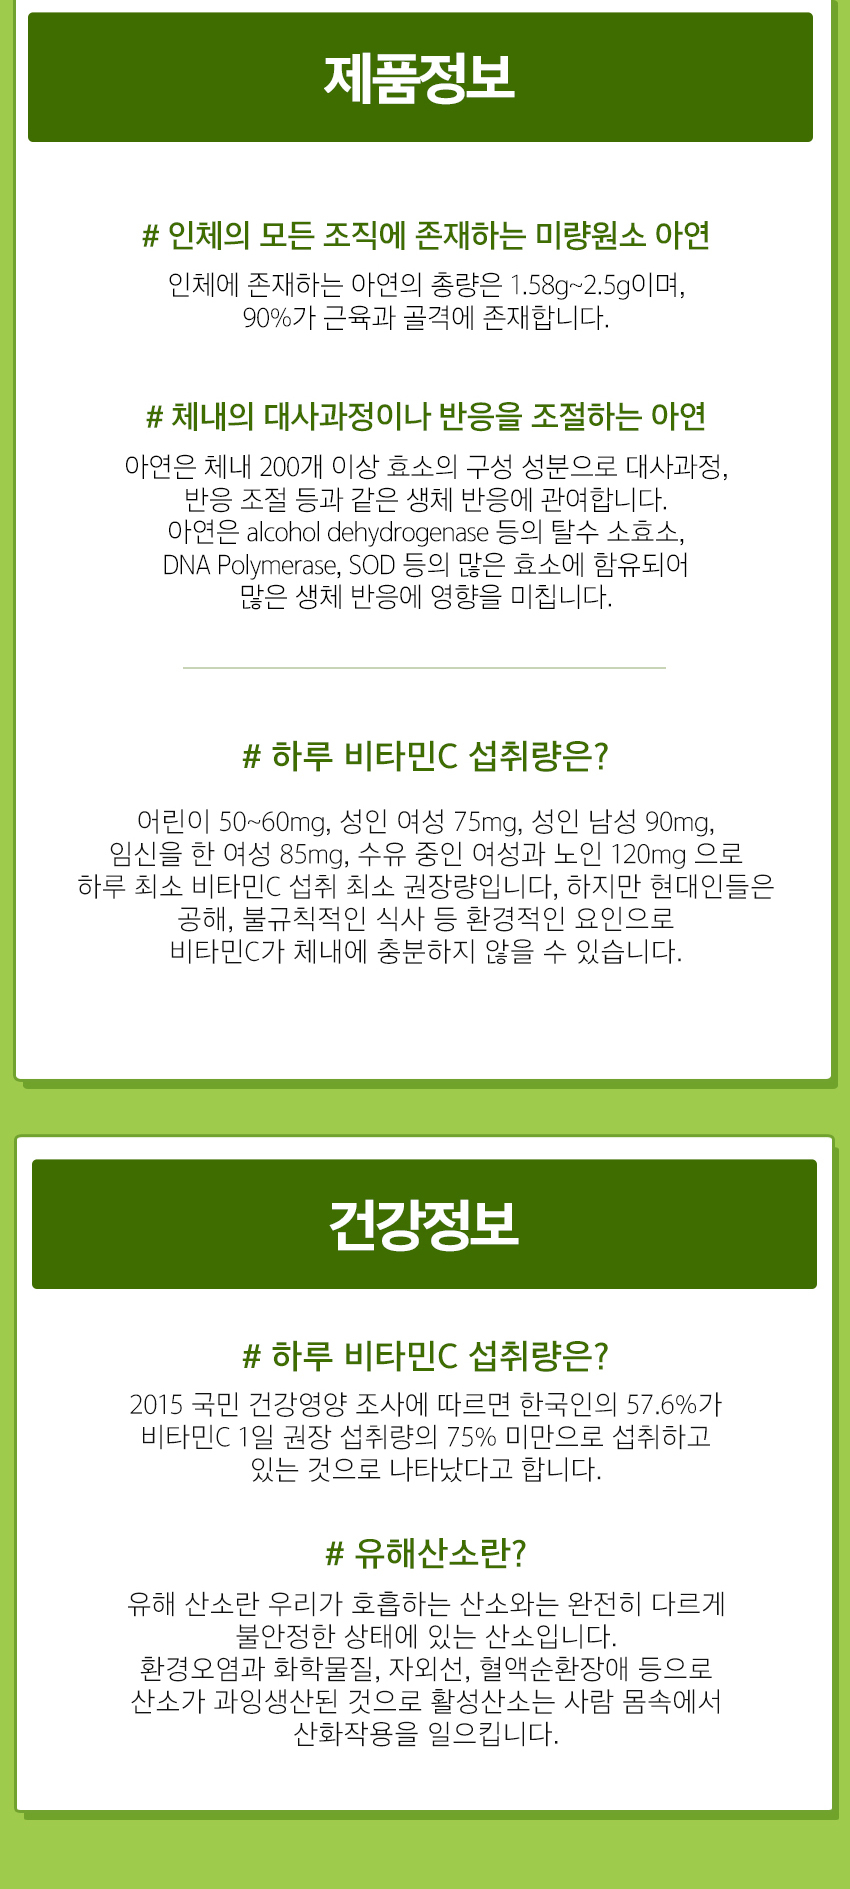 제품정보
# 인체의 모든 조직에 존재하는 미량원소 아연
인체에 존재하는 아연의 총량은 1.58g~2.5g이며,
90%가 근육과 골격에 존재합니다.
# 체내의 대사과정이나 반응을 조절하는 아연
아연은 체내 200개 이상 효소의 구성 성분으로 대사과정,
반응 조절 등과 같은 생체 반응에 관여합니다.
아연은 alcohol dehydrogenase 등의 탈수 소효소,
DNA Polymerase, SOD 등의 많은 효소에 함유되어
많은 생체 반응에 영향을 미칩니다.
# 하루 비타민C 섭취량은?
어린이 50~60mg, 성인 여성 75mg, 성인 남성 90mg,
임신을 한 여성 85mg, 수유 중인 여성과 노인 120mg 으로
하루 최소 비타민C 섭취 최소 권장량입니다, 하지만 현대인들은
공해, 불규칙적인 식사 등 환경적인 요인으로
비타민C가 체내에 충분하지 않을 수 있습니다.
건강정보
# 하루 비타민C 섭취량은?
2015 국민 건강영양 조사에 따르면 한국인의 57.6%가
비타민C 1일 권장 섭취량의 75% 미만으로 섭취하고
있는 것으로 나타났다고 합니다.
# 유해산소란?
유해 산소란 우리가 호흡하는 산소와는 완전히 다르게
불안정한 상태에 있는 산소입니다.
환경오염과 화학물질, 자외선, 혈액순환장애 등으로
산소가 과잉생산된 것으로 활성산소는 사람 몸속에서
산화작용을 일으킵니다.